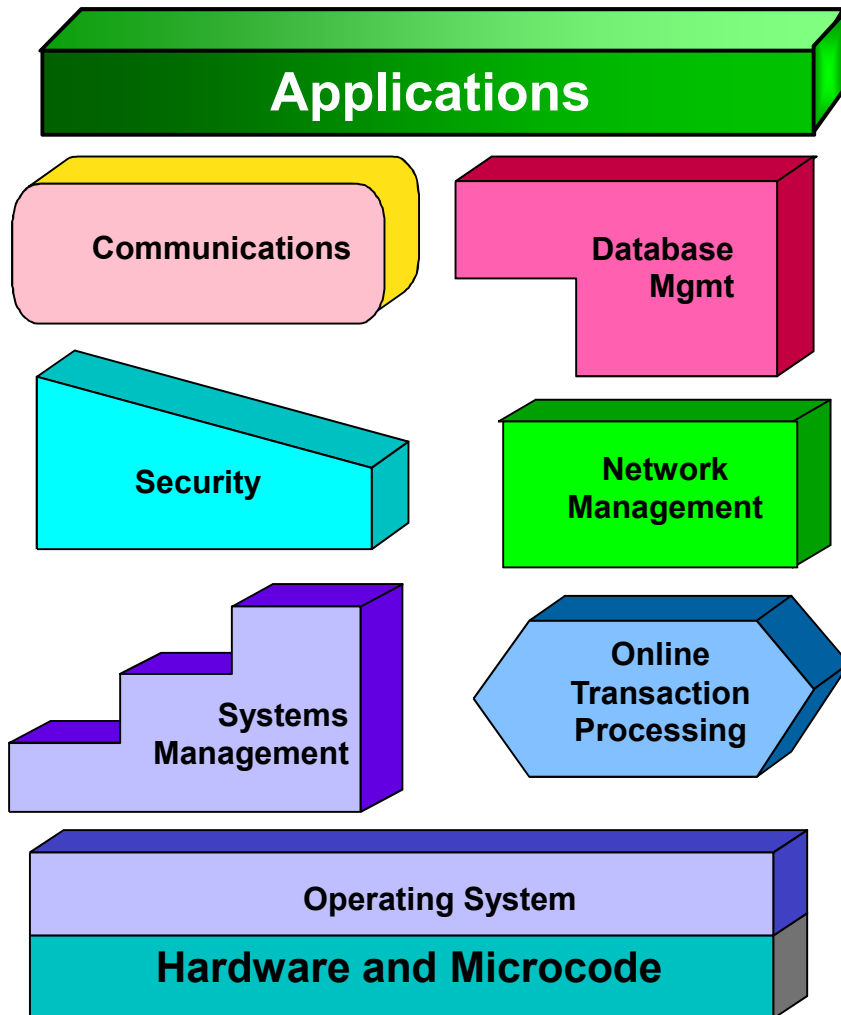 Applications
Communications
Database
Mgmt
Security
Network
Management
Systems
Management
Online
Transaction
Processing
Operating System
Hardware and Microcode